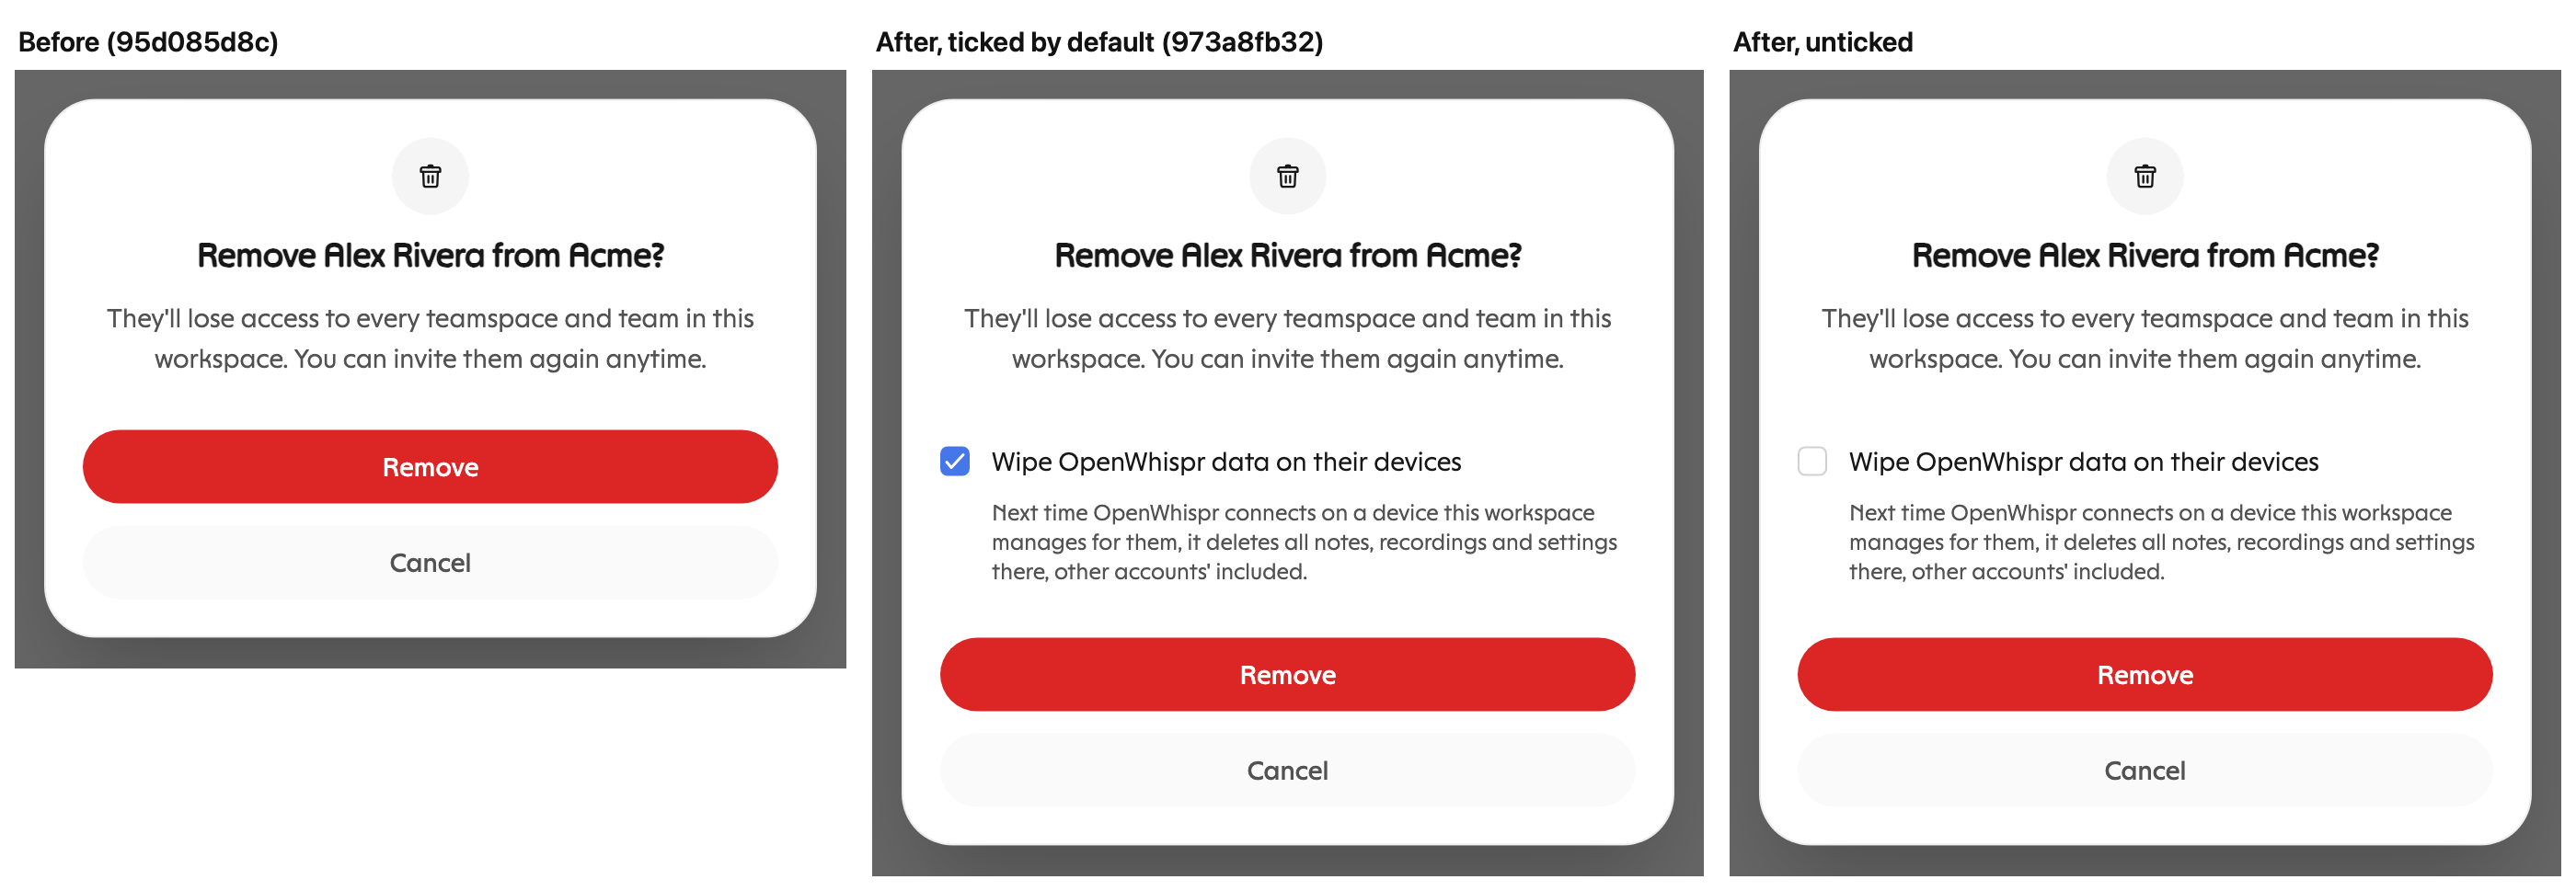 Before (95d085d8c)
Remove Alex Rivera from Acme?
They'll lose access to every teamspace and team in this
workspace. You can invite them again anytime.
Remove
Cancel
After, ticked by default (973a8fb32)
Remove Alex Rivera from Acme?
They'll lose access to every teamspace and team in this
workspace. You can invite them again anytime.
Wipe OpenWhispr data on their devices
Next time OpenWhispr connects on a device this workspace
manages for them, it deletes all notes, recordings and settings
there, other accounts' included.
Remove
Cancel
After, unticked
Remove Alex Rivera from Acme?
They'll lose access to every teamspace and team in this
workspace. You can invite them again anytime.
Wipe OpenWhispr data on their devices
Next time OpenWhispr connects on a device this workspace
manages for them, it deletes all notes, recordings and settings
there, other accounts' included.
Remove
Cancel